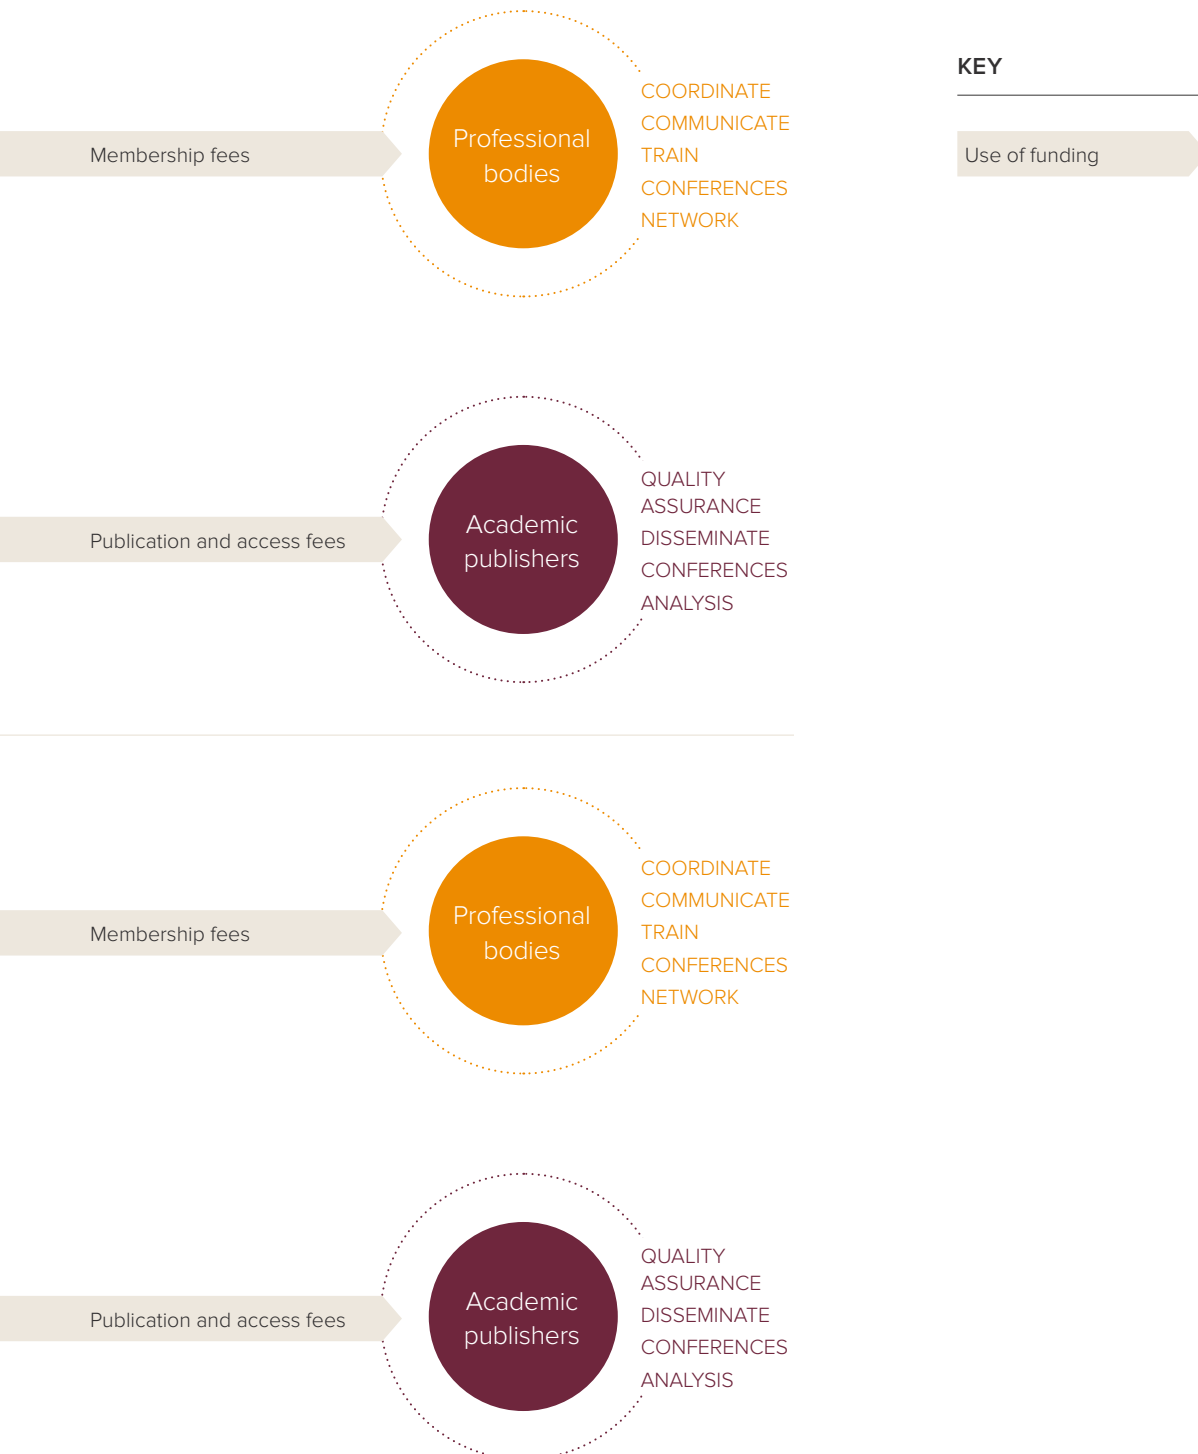 KEY
Use of funding
Membership fees
Professional
bodies
COORDINATE
COMMUNICATE
TRAIN
CONFERENCES
NETWORK
Publication and access fees
Academic
publishers
QUALITY
ASSURANCE
DISSEMINATE
CONFERENCES
ANALYSIS
Membership fees
Professional
bodies
COORDINATE
COMMUNICATE
TRAIN
CONFERENCES
NETWORK
Publication and access fees
Academic
publishers
QUALITY
ASSURANCE
DISSEMINATE
CONFERENCES
ANALYSIS